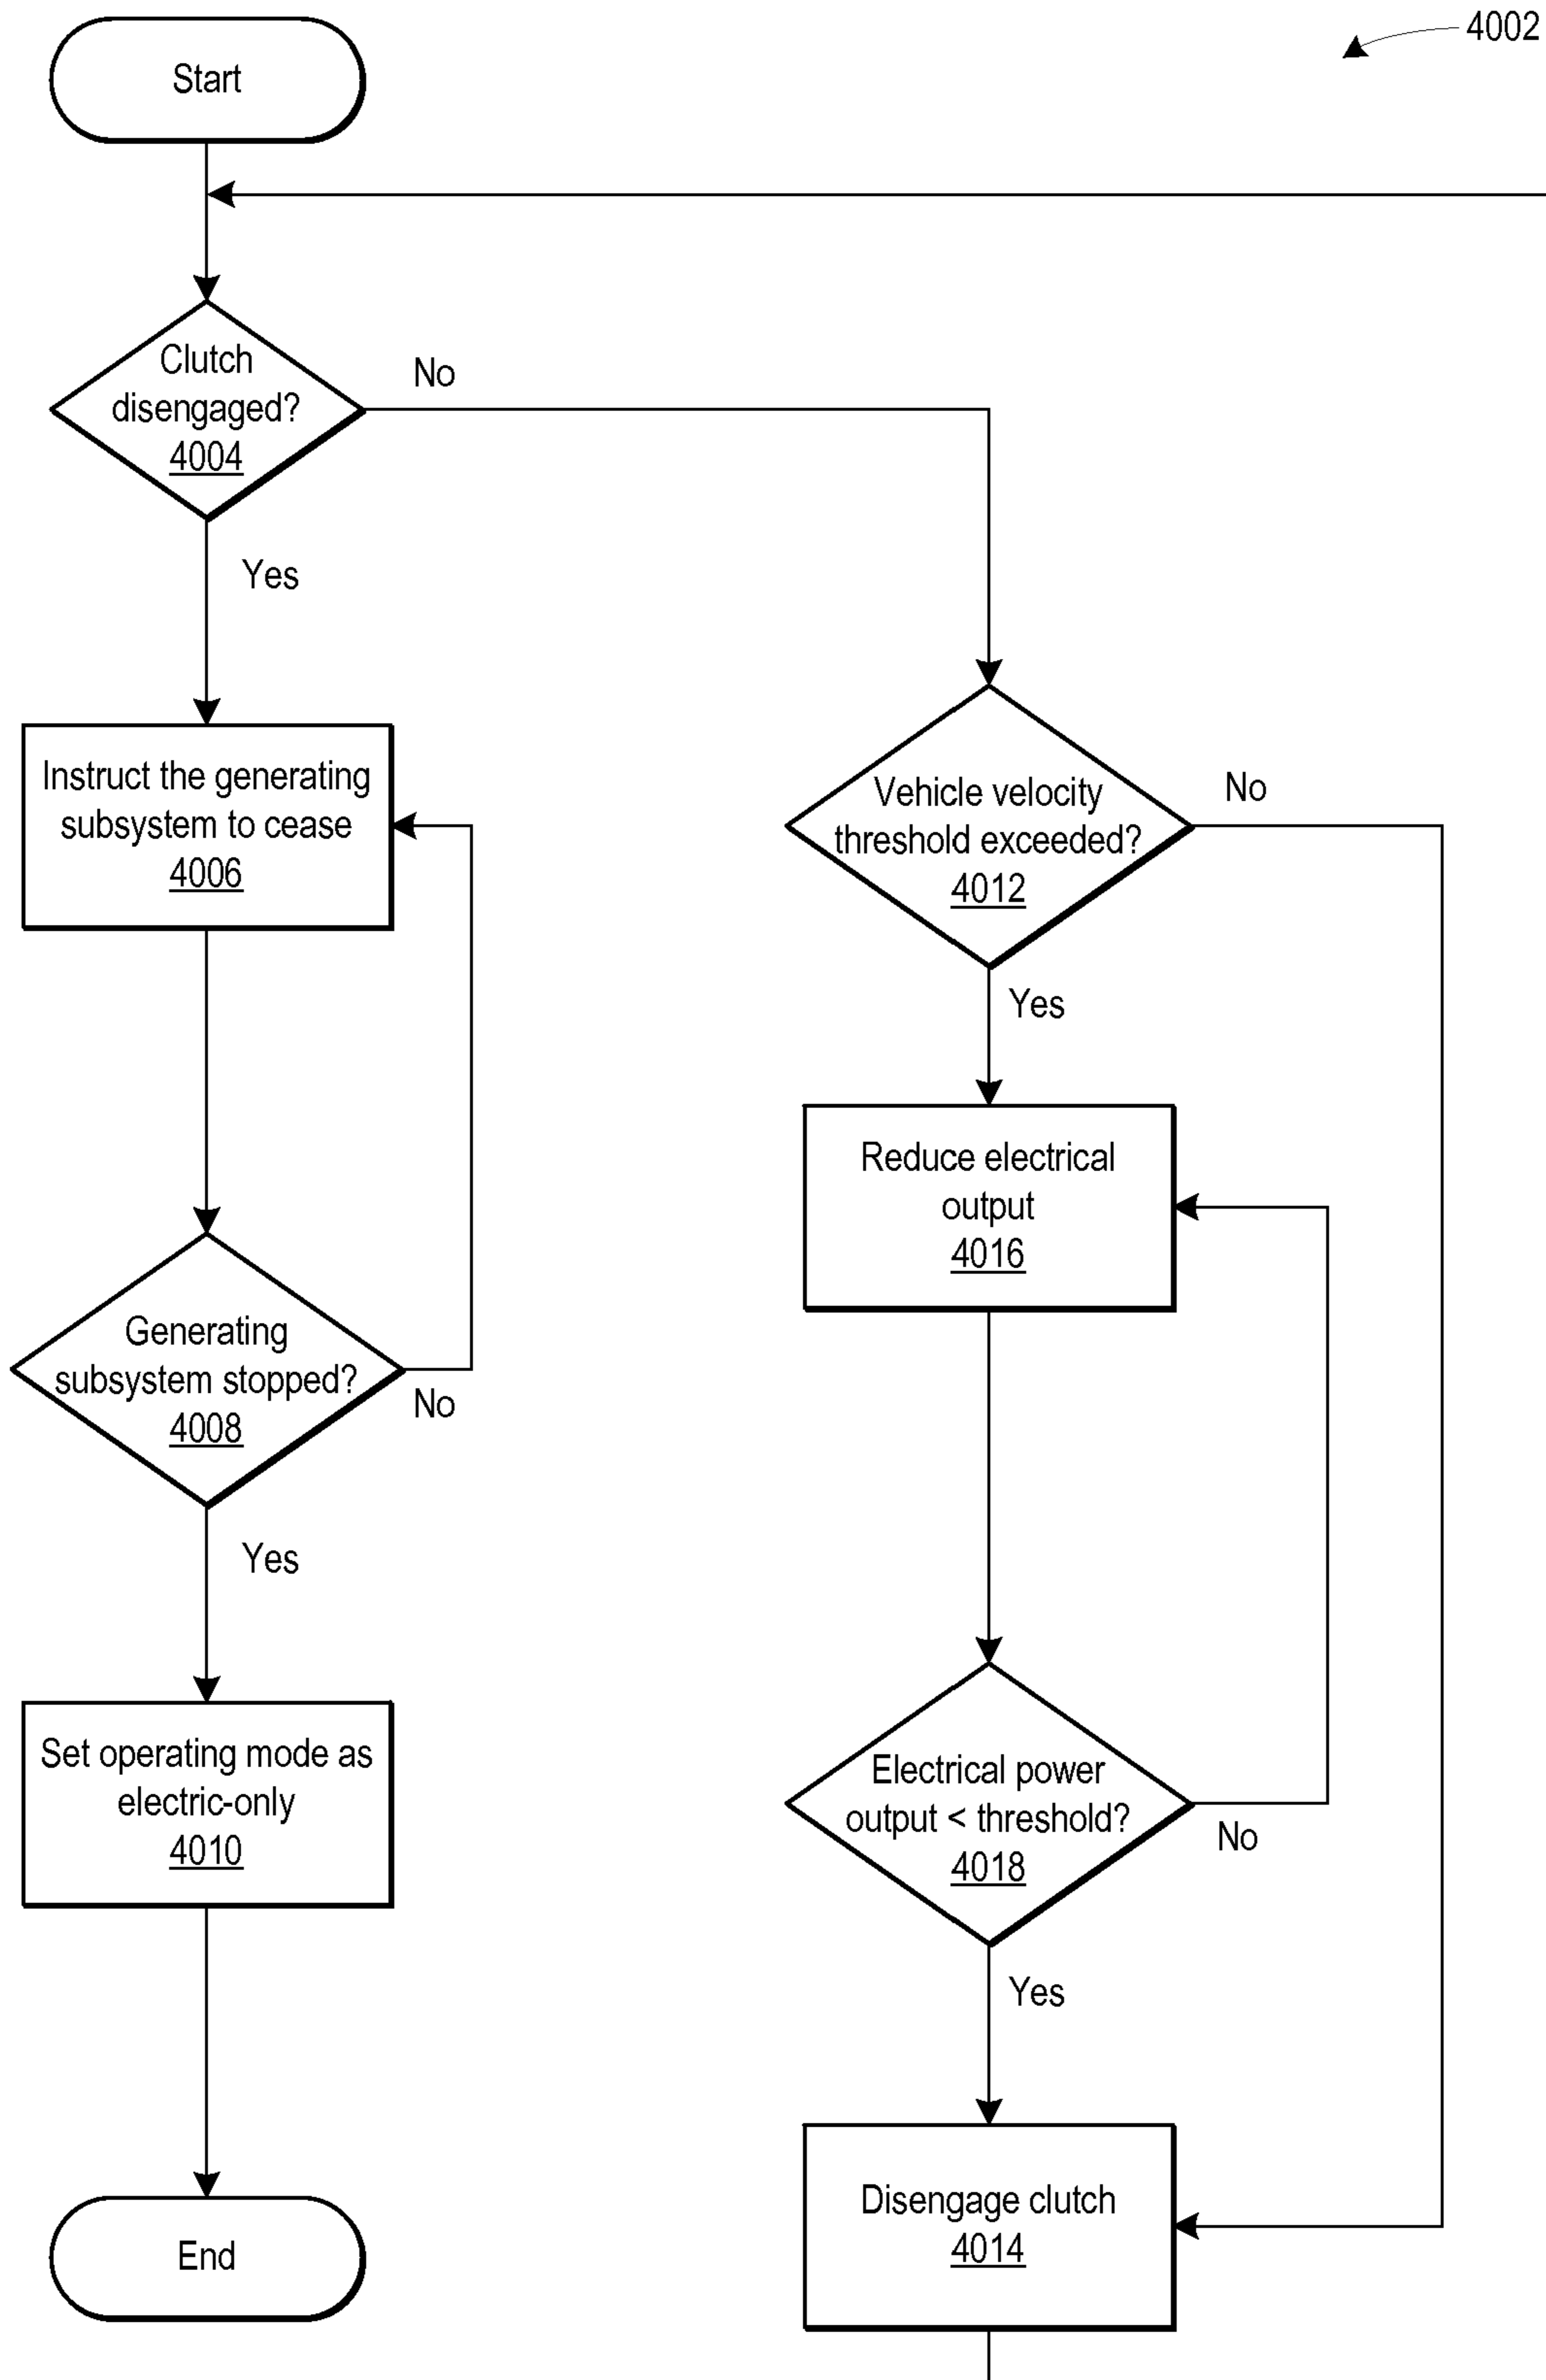 4002
Start
Clutch
disengaged?
4004
No
Yes
Instruct the generating
subsystem to cease
4006
Generating
subsystem stopped?
4008
No
Yes
Set operating mode as
electric-only
4010
End
Vehicle velocity
threshold exceeded?
4012
No
Yes
Reduce electrical
output
4016
Electrical power
output < threshold?
4018
No
Yes
Disengage clutch
4014